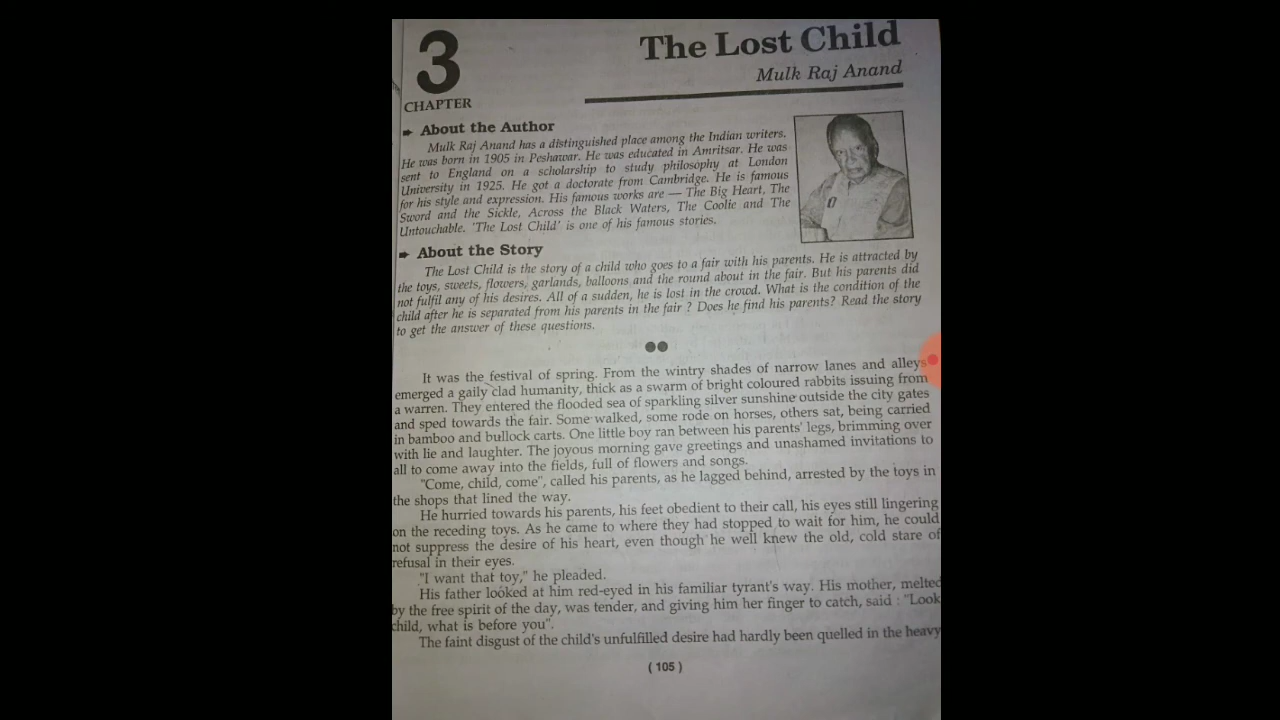 3
CHAPTER
The Lost Child
Mulk Raj Anand
About the Author
Mulk Raj Anand has a distinguished place among the Indian writers.
He was born in 1905 in Peshawar. He was educated in Amritsar. He was
sent to England on a scholarship to study philosophy at London
University in 1925. He got a doctorate from Cambridge. He is famous
for his style and expression. His famous works are — The Big Heart, The
Sword and the Sickle, Across the Black Waters, The Coolie and The
Untouchable. 'The Lost Child' is one of his famous stories.
About the Story
The Lost Child is the story of a child who goes to a fair with his parents. He is attracted by
the toys, sweets, flowers, garlands, balloons and the round about in the fair. But his parents did
not fulfil any of his desires. All of a sudden, he is lost in the crowd. What is the condition of the
child after he is separated from his parents in the fair ? Does he find his parents? Read the story
to get the answer of these questions.
It was the festival of spring. From the wintry shades of narrow lanes and alleys
emerged a gaily clad humanity, thick as a swarm of bright coloured rabbits issuing from
a warren. They entered the flooded sea of sparkling silver sunshine outside the city gates
and sped towards the fair. Some walked, some rode on horses, others sat, being carried
in bamboo and bullock carts. One little boy ran between his parents' legs, brimming over
with lie and laughter. The joyous morning gave greetings and unashamed invitations to
all to come away into the fields, full of flowers and songs.
"Come, child, come", called his parents, as he lagged behind, arrested by the toys in
the shops that lined the way.
He hurried towards his parents, his feet obedient to their call, his eyes still lingering
on the receding toys. As he came to where they had stopped to wait for him, he could
not suppress the desire of his heart, even though he well knew the old, cold stare of
refusal in their eyes.
"I want that toy," he pleaded.
His father looked at him red-eyed in his familiar tyrant's way. His mother, melted
by the free spirit of the day, was tender, and giving him her finger to catch, said : "Look
child, what is before you".
The faint disgust of the child's unfulfilled desire had hardly been quelled in the heavy
( 105 )